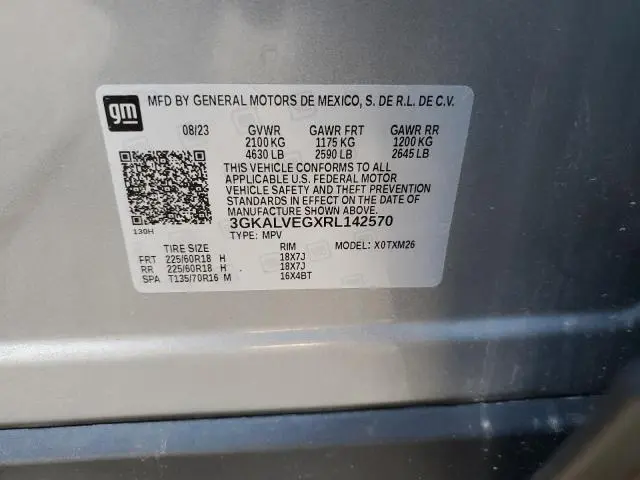 gm
MFD BY GENERAL MOTORS DE MEXICO, S. DE R.L. DE C.V.
08/23 GVWR GAWR FRT GAWR RR
2100 KG 1175 KG 1200 KG
4630 LB 2590 LB 2645 LB
THIS VEHICLE CONFORMS TO ALL
APPLICABLE U.S. FEDERAL MOTOR
VEHICLE SAFETY AND THEFT PREVENTION
STANDARDS IN EFFECT ON THE DATE OF
MANUFACTURE SHOWN ABOVE.
3GKALVEGXRL142570
130H
TYPE: MPV
TIRE SIZE RIM MODEL: X0TXM26
FRT 225/60R18 H 18X7J
RR 225/60R18 H 18X7J
SPA T135/70R16 M 16X4BT